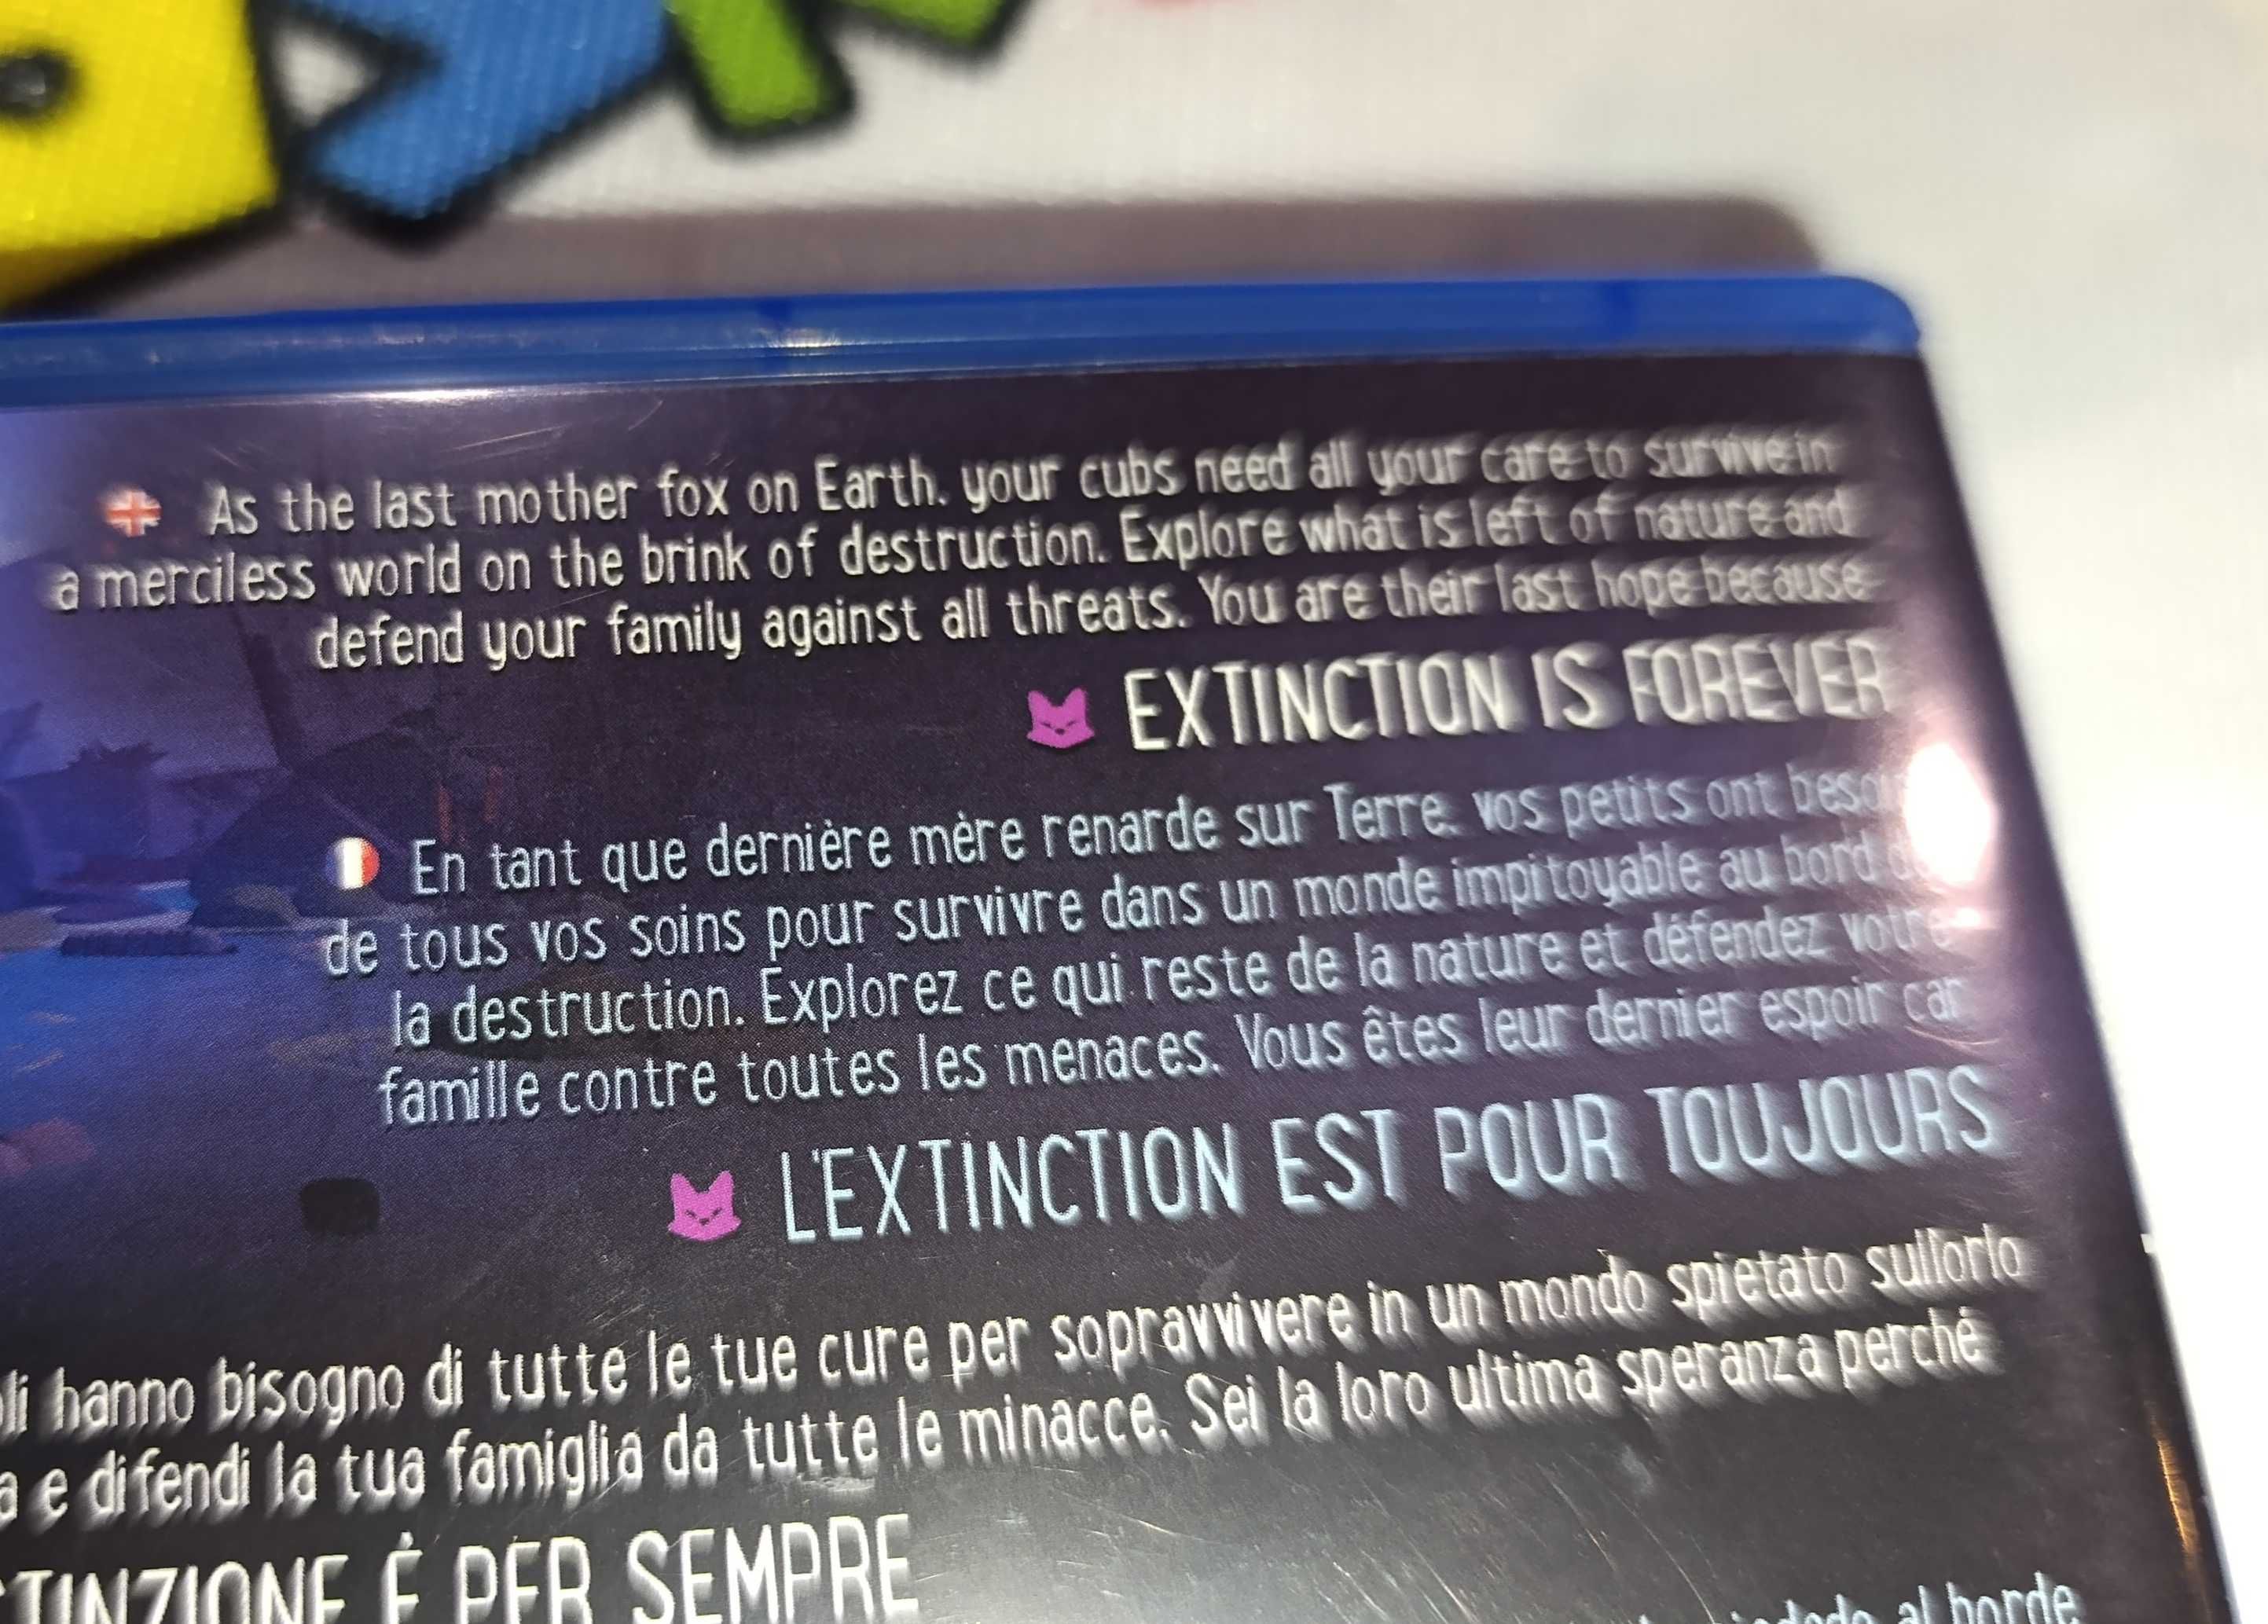 As the last mother fox on Earth, your cubs need all your care to survive in
a merciless world on the brink of destruction. Explore what is left of nature and
defend your family against all threats. You are their last hope because
EXTINCTION IS FOREVER
En tant que dernière mère renarde sur Terre, vos petits ont
de tous vos soins pour survivre dans un monde impitoyable au bord
la destruction. Explorez ce qui reste de la nature et défendez votre
famille contre toutes les menaces. Vous êtes leur dernier espoir car
L'EXTINCTION EST POUR TOUJOURS
hanno bisogno di tutte le tue cure per sopravvivere in un mondo spietato sull'orlo
e difendi la tua famiglia da tutte le minacce. Sei la loro ultima speranza perché
È PER SEMPRE
al borde